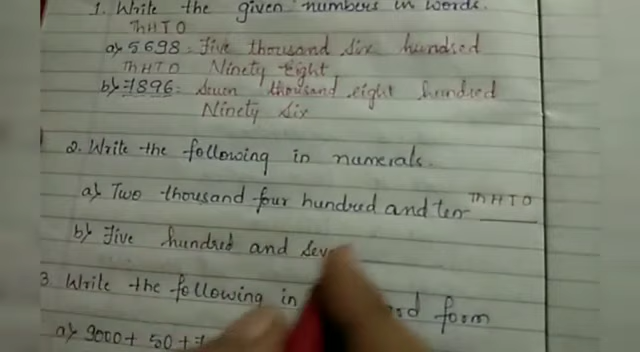 1. Write the given numbers in words.
Th H T O
a) 5698 = Five thousand six hundred
Th H T O Ninety eight
b) 7896 = Seven thousand eight hundred
Ninety Six
2. Write the following in numerals.
a) Two thousand four hundred and ten Th H T O
b) Five hundred and
3. Write the following in form
a) 9000 + 50 +